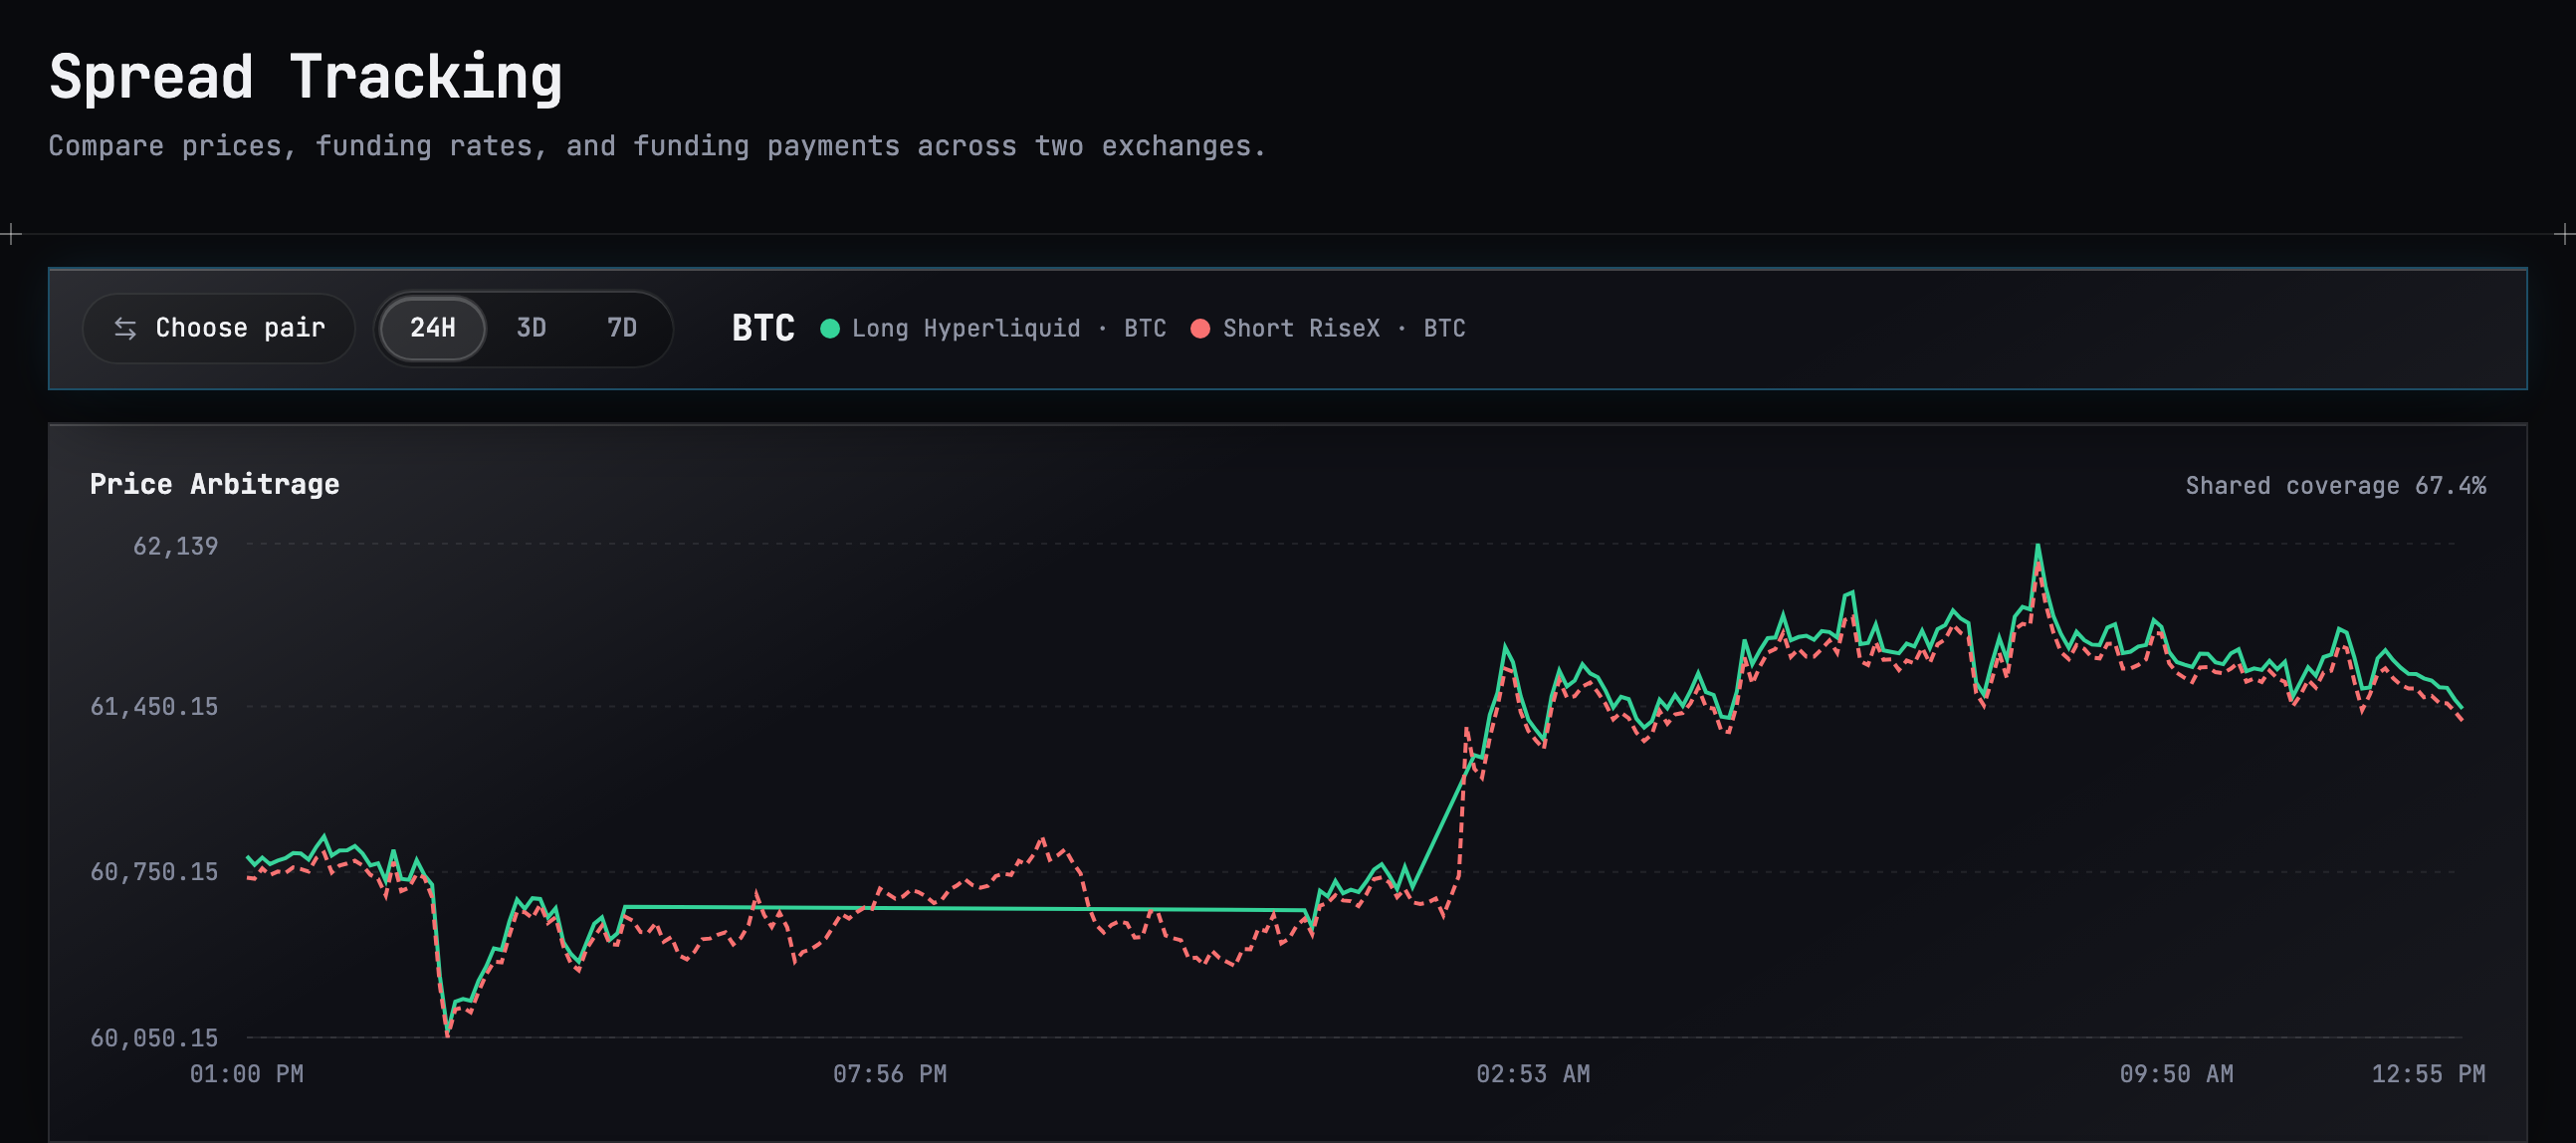 Spread Tracking
Compare prices, funding rates, and funding payments across two exchanges.
Choose pair 24H 3D 7D BTC Long Hyperliquid · BTC Short RiseX · BTC
Price Arbitrage Shared coverage 67.4%
62,139
61,450.15
60,750.15
60,050.15
01:00 PM 07:56 PM 02:53 AM 09:50 AM 12:55 PM